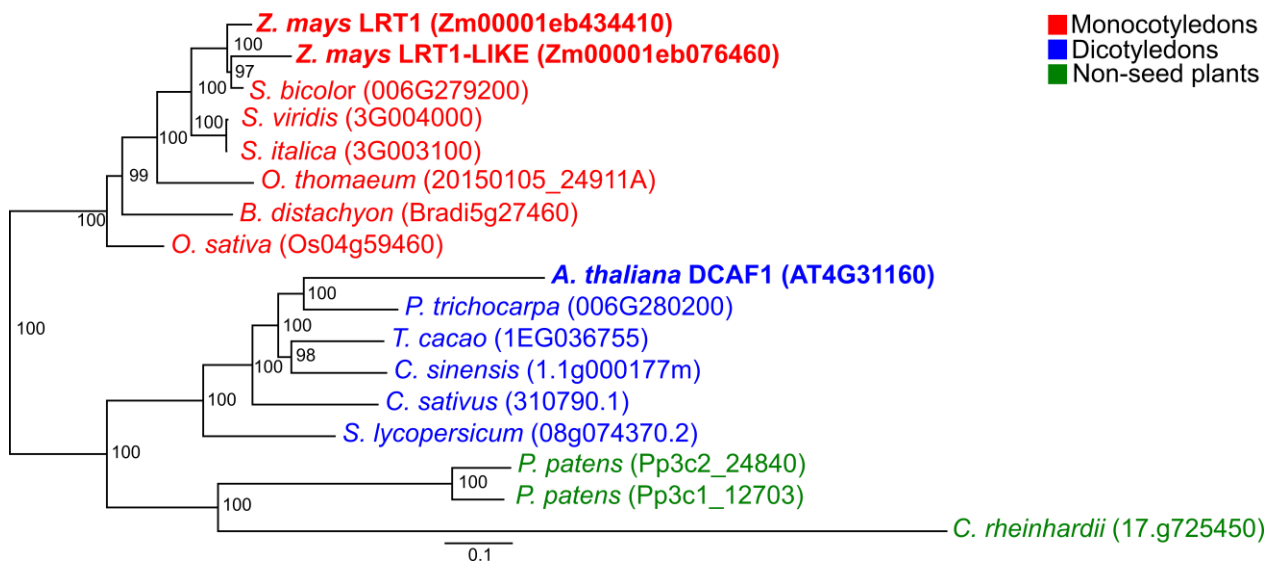 Z. mays LRT1 (Zm00001eb434410)
Monocotyledons
100
Z. mays LRT1-LIKE (Zm00001eb076460)
Dicotyledons
97
Non-seed plants
100
S. bicolor (006G279200)
S. viridis (3G004000)
100
100
S. italica (3G003100)
99
O. thomaeum (20150105_24911A)
B. distachyon (Bradi5g27460)
100
O. sativa (Os04g59460)
A. thaliana DCAF1 (AT4G31160)
100
P. trichocarpa (006G280200)
100
100
T. cacao (1EG036755)
98
100
C. sinensis (1.1g000177m)
100
C. sativus (310790.1)
S. lycopersicum (08g074370.2)
100
P. patens (Pp3c2_24840)
100
P. patens (Pp3c1_12703)
100
C. rheinhardii (17.g725450)
0.1